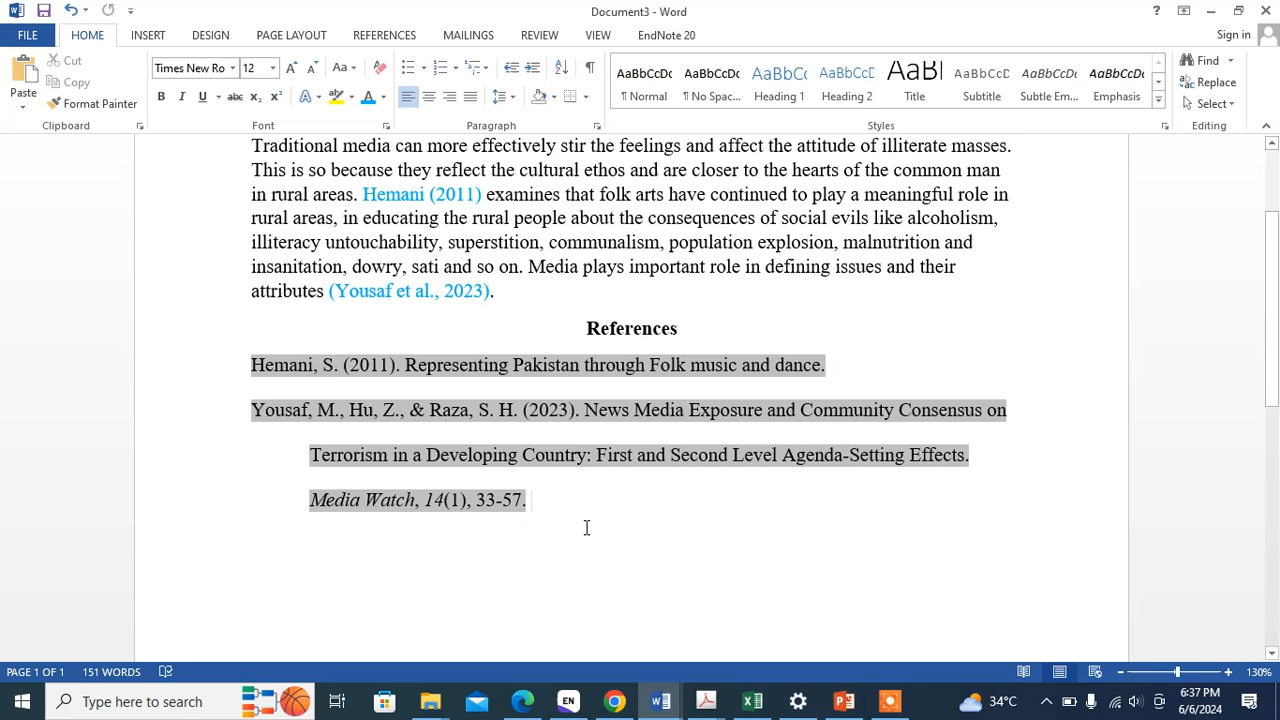 Document3 - Word
FILE HOME INSERT DESIGN PAGE LAYOUT REFERENCES MAILINGS REVIEW VIEW EndNote 20 Sign in
Paste
Cut
Copy
Format Painter
Clipboard
Times New Ro 12
Font
Paragraph
AaBbCcDc AaBbCcDc AaBbCc AaBbCcC AaBl AaBbCcD AaBbCcDc AaBbCcDc
¶ Normal ¶ No Spac... Heading 1 Heading 2 Title Subtitle Subtle Em... Emphasis
Styles
Find
Replace
Select
Editing
Traditional media can more effectively stir the feelings and affect the attitude of illiterate masses.
This is so because they reflect the cultural ethos and are closer to the hearts of the common man
in rural areas. Hemani (2011) examines that folk arts have continued to play a meaningful role in
rural areas, in educating the rural people about the consequences of social evils like alcoholism,
illiteracy untouchability, superstition, communalism, population explosion, malnutrition and
insanitation, dowry, sati and so on. Media plays important role in defining issues and their
attributes (Yousaf et al., 2023).
References
Hemani, S. (2011). Representing Pakistan through Folk music and dance.
Yousaf, M., Hu, Z., & Raza, S. H. (2023). News Media Exposure and Community Consensus on
Terrorism in a Developing Country: First and Second Level Agenda-Setting Effects.
Media Watch, 14(1), 33-57.
PAGE 1 OF 1 151 WORDS 130%
Type here to search
EN
34°C
6:37 PM
6/6/2024